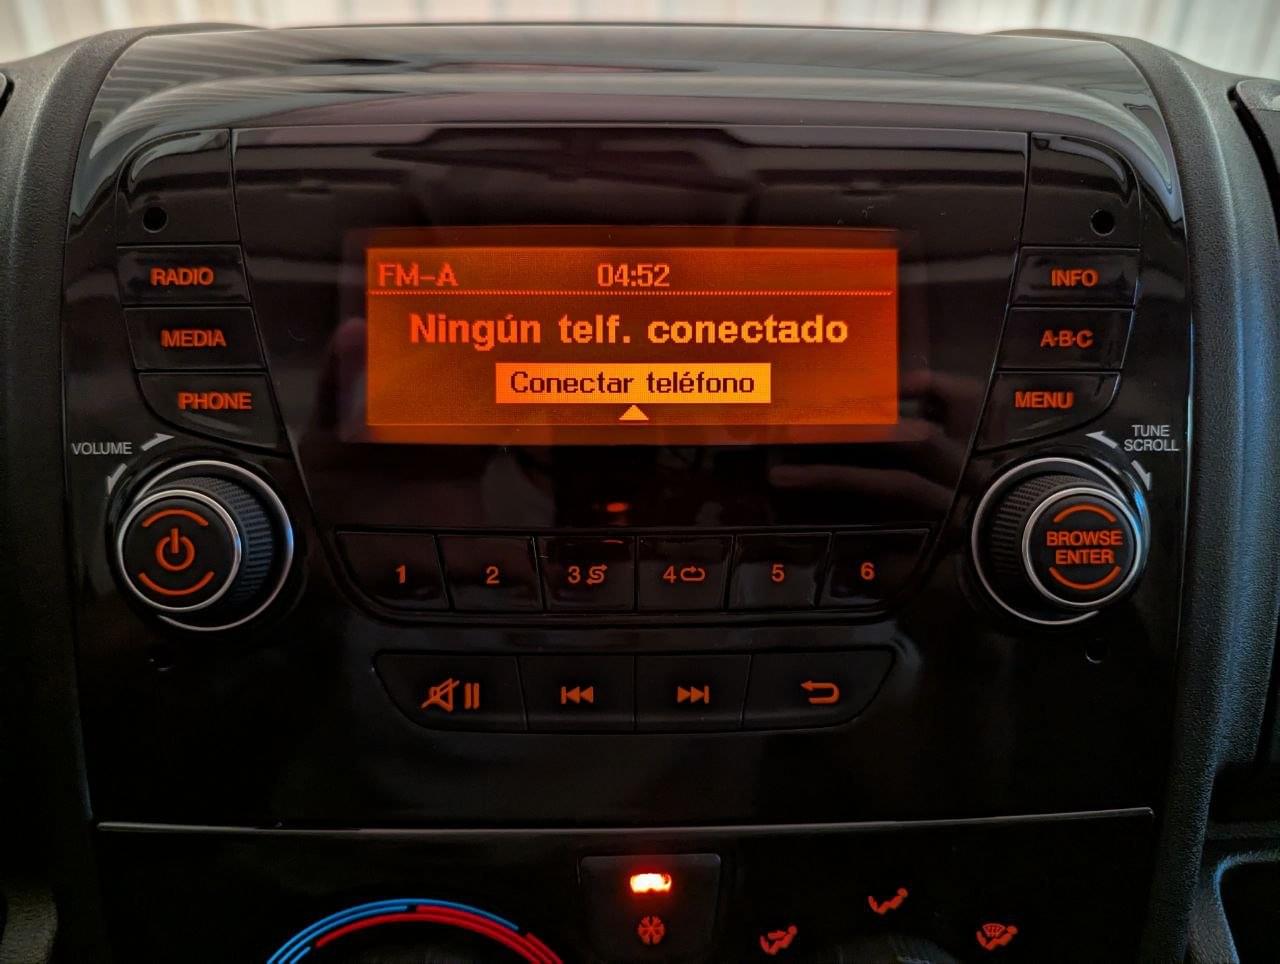 FM-A 04:52
Ningún telf. conectado
Conectar teléfono
RADIO
MEDIA
PHONE
VOLUME
INFO
A·B·C
MENU
TUNE
SCROLL
BROWSE
ENTER
1 2 3 4 5 6